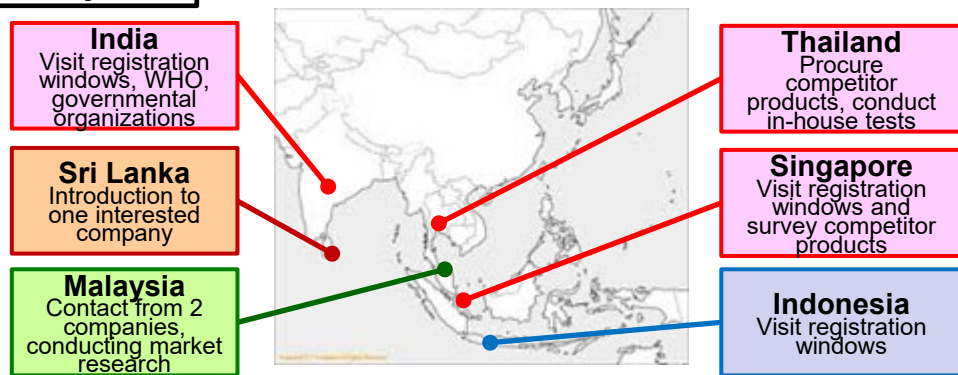 India
Visit registration
windows, WHO,
governmental
organizations
Sri Lanka
Introduction to
one interested
company
Malaysia
Contact from 2
companies,
conducting market
research
Thailand
Procure
competitor
products, conduct
in-house tests
Singapore
Visit registration
windows and
survey competitor
products
Indonesia
Visit registration
windows